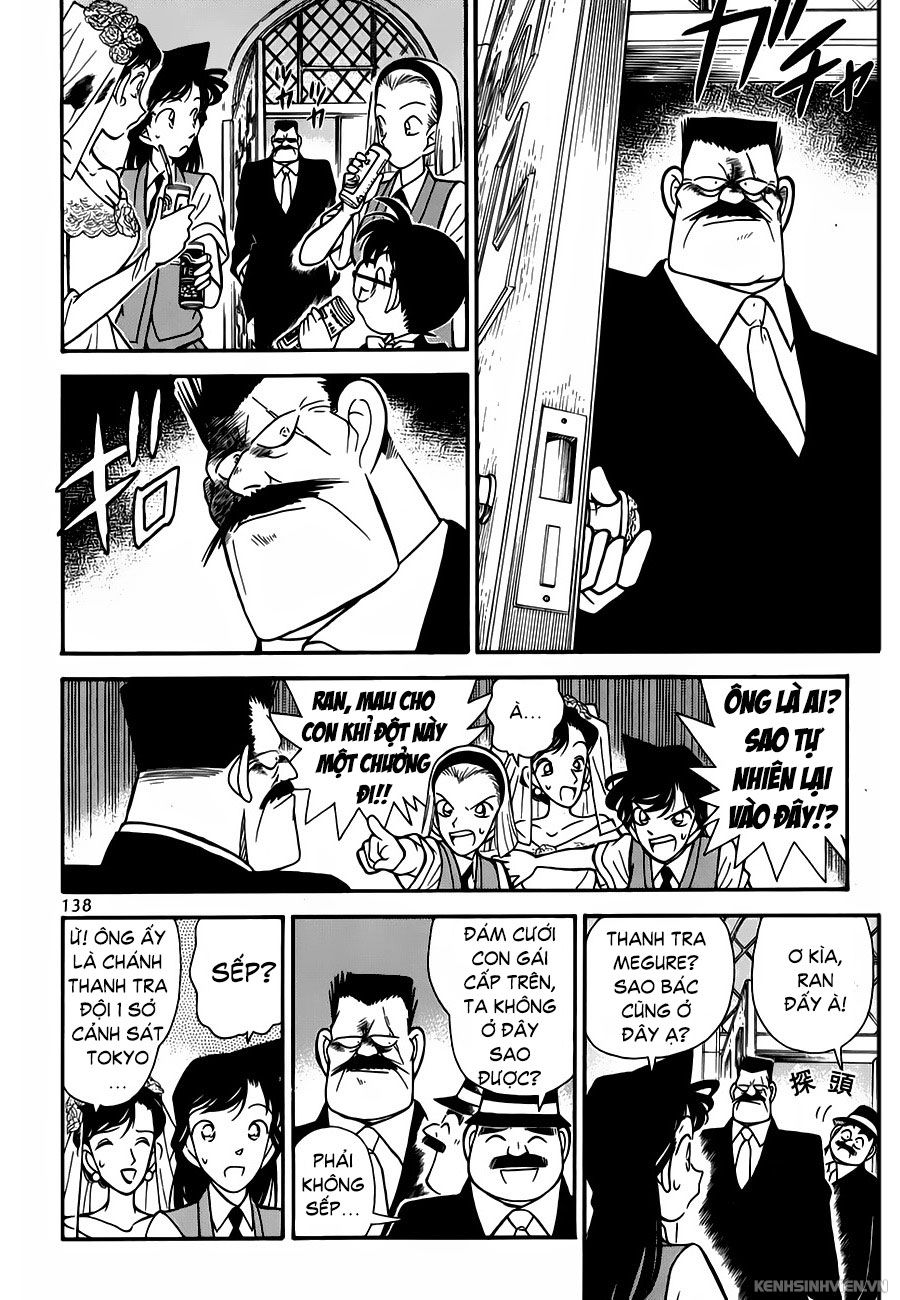 ガチャ
ギロ
ÔNG LÀ AI?
SAO TỰ
NHIÊN LẠI
VÀO ĐÂY!?
À...
RAN, MAU CHO
CON KHỈ ĐỘT NÀY
MỘT CHƯỞNG
ĐI!!
138
Ơ KÌA,
RAN
ĐẤY À!
THANH TRA
MEGURE?
SAO BÁC
CŨNG Ở
ĐÂY Ạ?
探頭
ĐÁM CƯỚI
CON GÁI
CẤP TRÊN,
TA KHÔNG
Ở ĐÂY
SAO
ĐƯỢC?
PHẢI
KHÔNG
SẾP...
SẾP?
Ừ! ÔNG ẤY
LÀ CHÁNH
THANH TRA
ĐỘI 1 SỞ
CẢNH SÁT
TOKYO
...
KENHSINHVIEN.VN